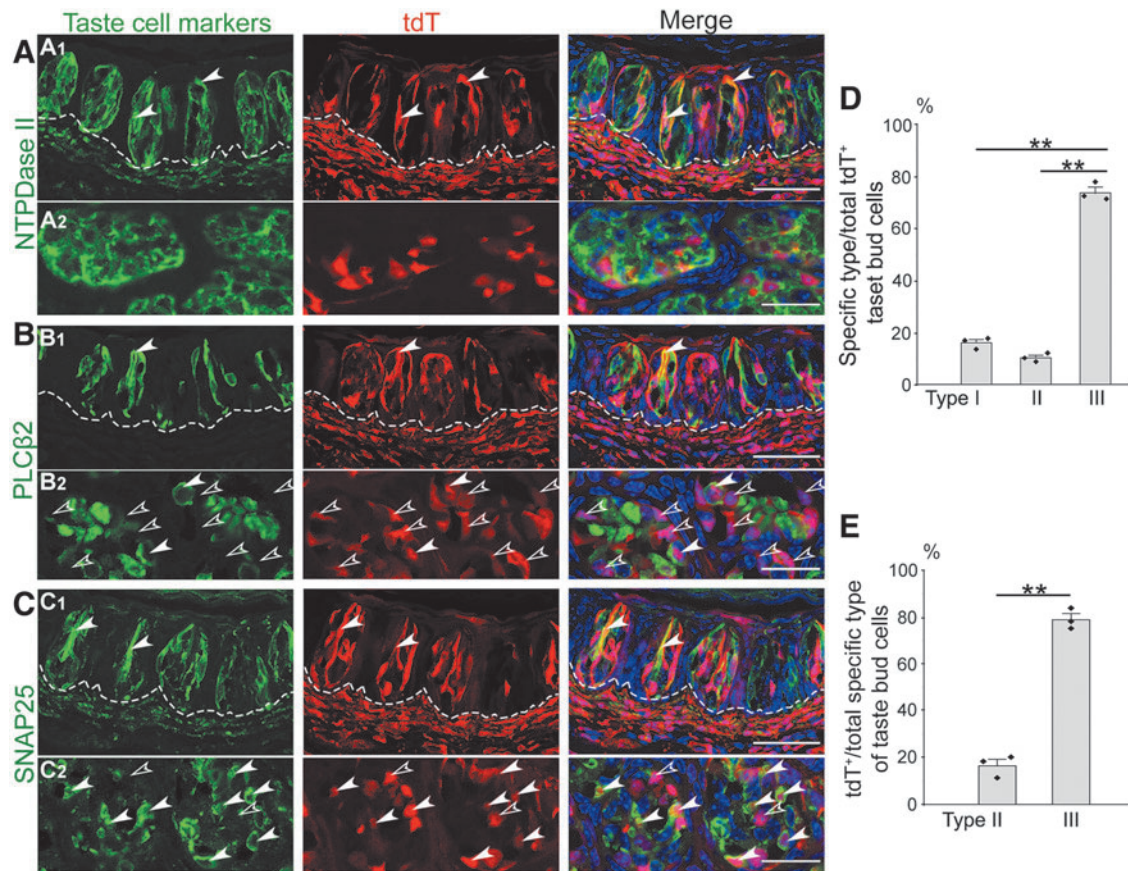 Taste cell markers
tdT
Merge
A
A1
NTPDase II
A2
B
B1
PLCβ2
B2
C
C1
SNAP25
C2
D
%
**
**
100
80
60
40
20
0
Specific type/total tdT+
taset bud cells
Type I II III
E
%
**
100
80
60
40
20
0
tdT+/total specific type
of taste bud cells
Type II III